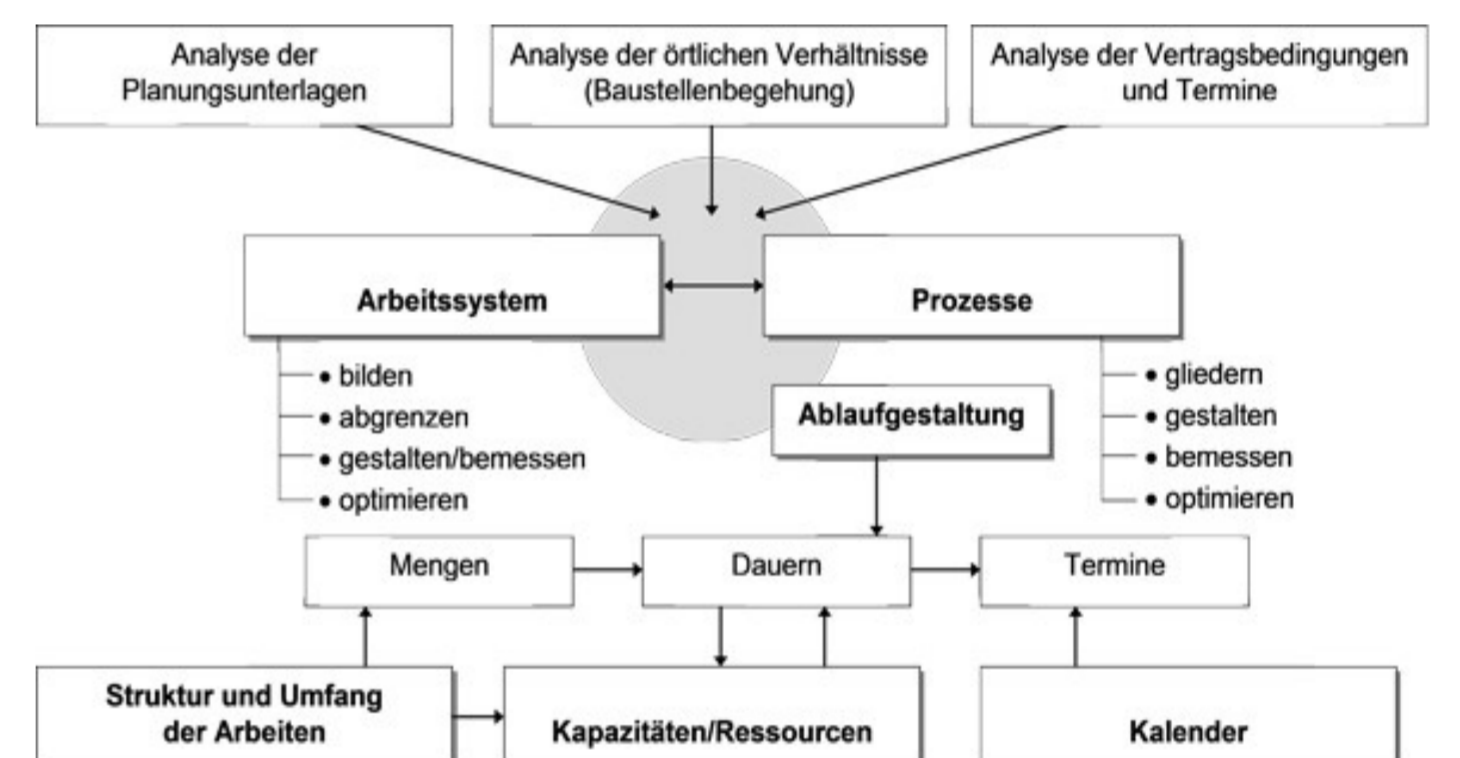 Analyse der
Planungsunterlagen
Analyse der örtlichen Verhältnisse
(Baustellenbegehung)
Analyse der Vertragsbedingungen
und Termine
Arbeitssystem
Prozesse
• bilden
• abgrenzen
• gestalten/bemessen
• optimieren
Ablaufgestaltung
• gliedern
• gestalten
• bemessen
• optimieren
Mengen
Dauern
Termine
Struktur und Umfang
der Arbeiten
Kapazitäten/Ressourcen
Kalender